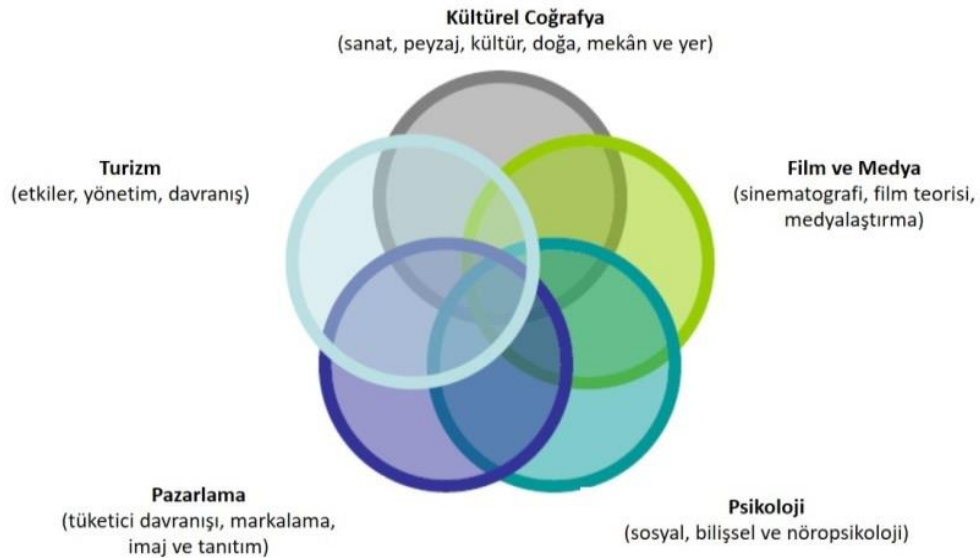 Kültürel Coğrafya
(sanat, peyzaj, kültür, doğa, mekân ve yer)
Turizm
(etkiler, yönetim, davranış)
Film ve Medya
(sinematografi, film teorisi,
medyalaştırma)
Pazarlama
(tüketici davranışı, markalama,
imaj ve tanıtım)
Psikoloji
(sosyal, bilişsel ve nöropsikoloji)